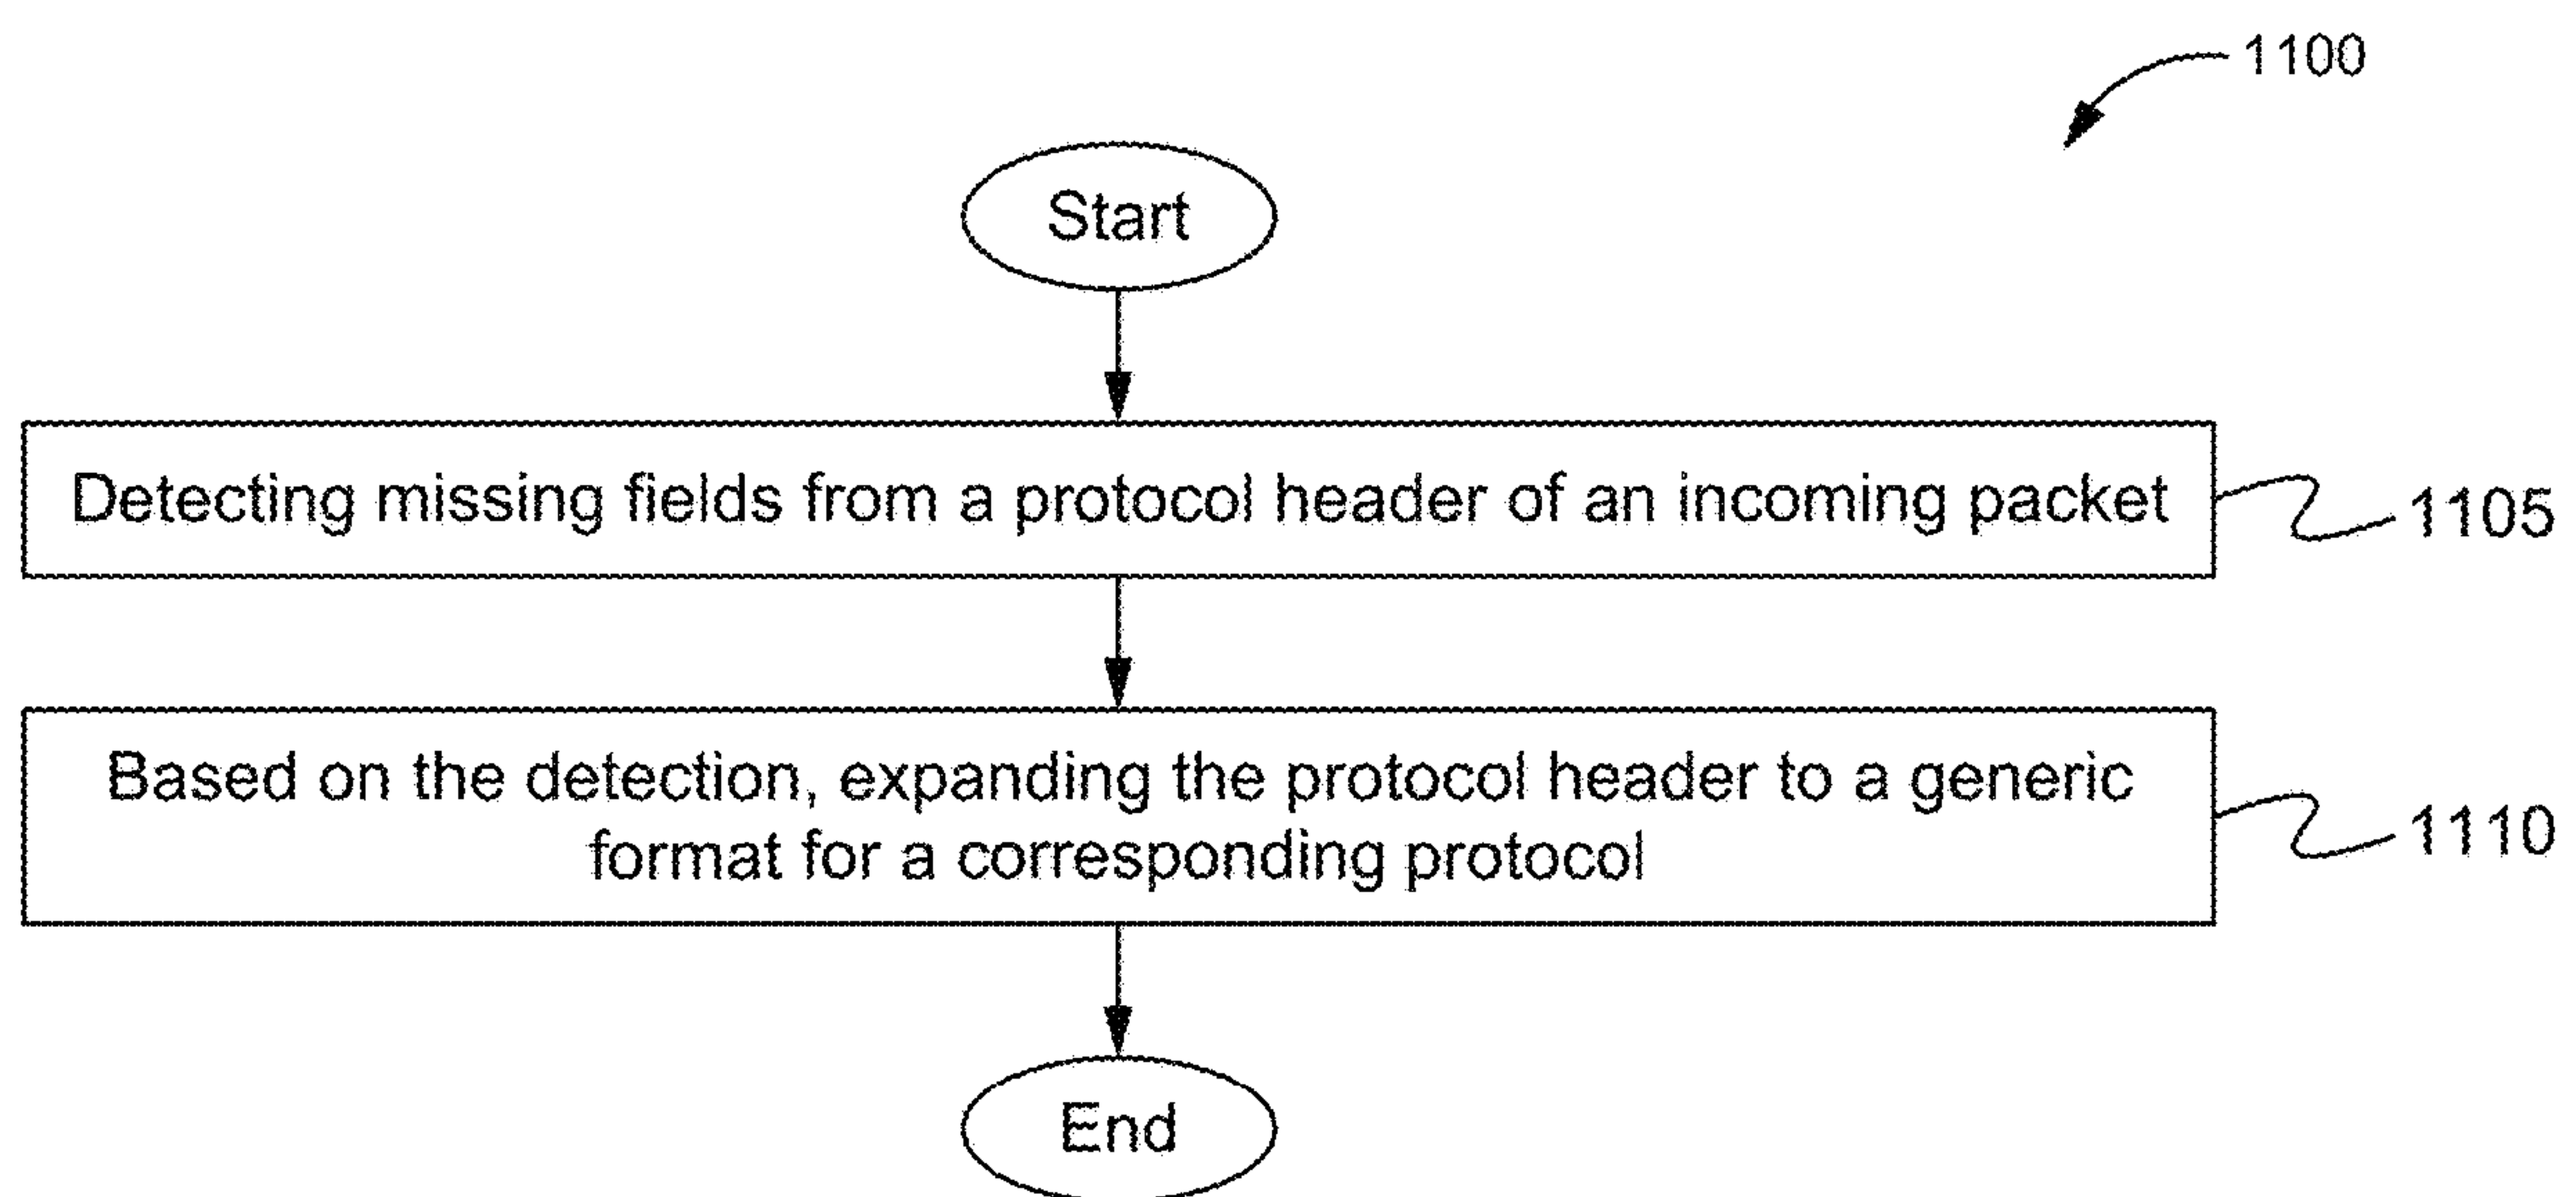 1100
Start
Detecting missing fields from a protocol header of an incoming packet
1105
Based on the detection, expanding the protocol header to a generic
format for a corresponding protocol
1110
End